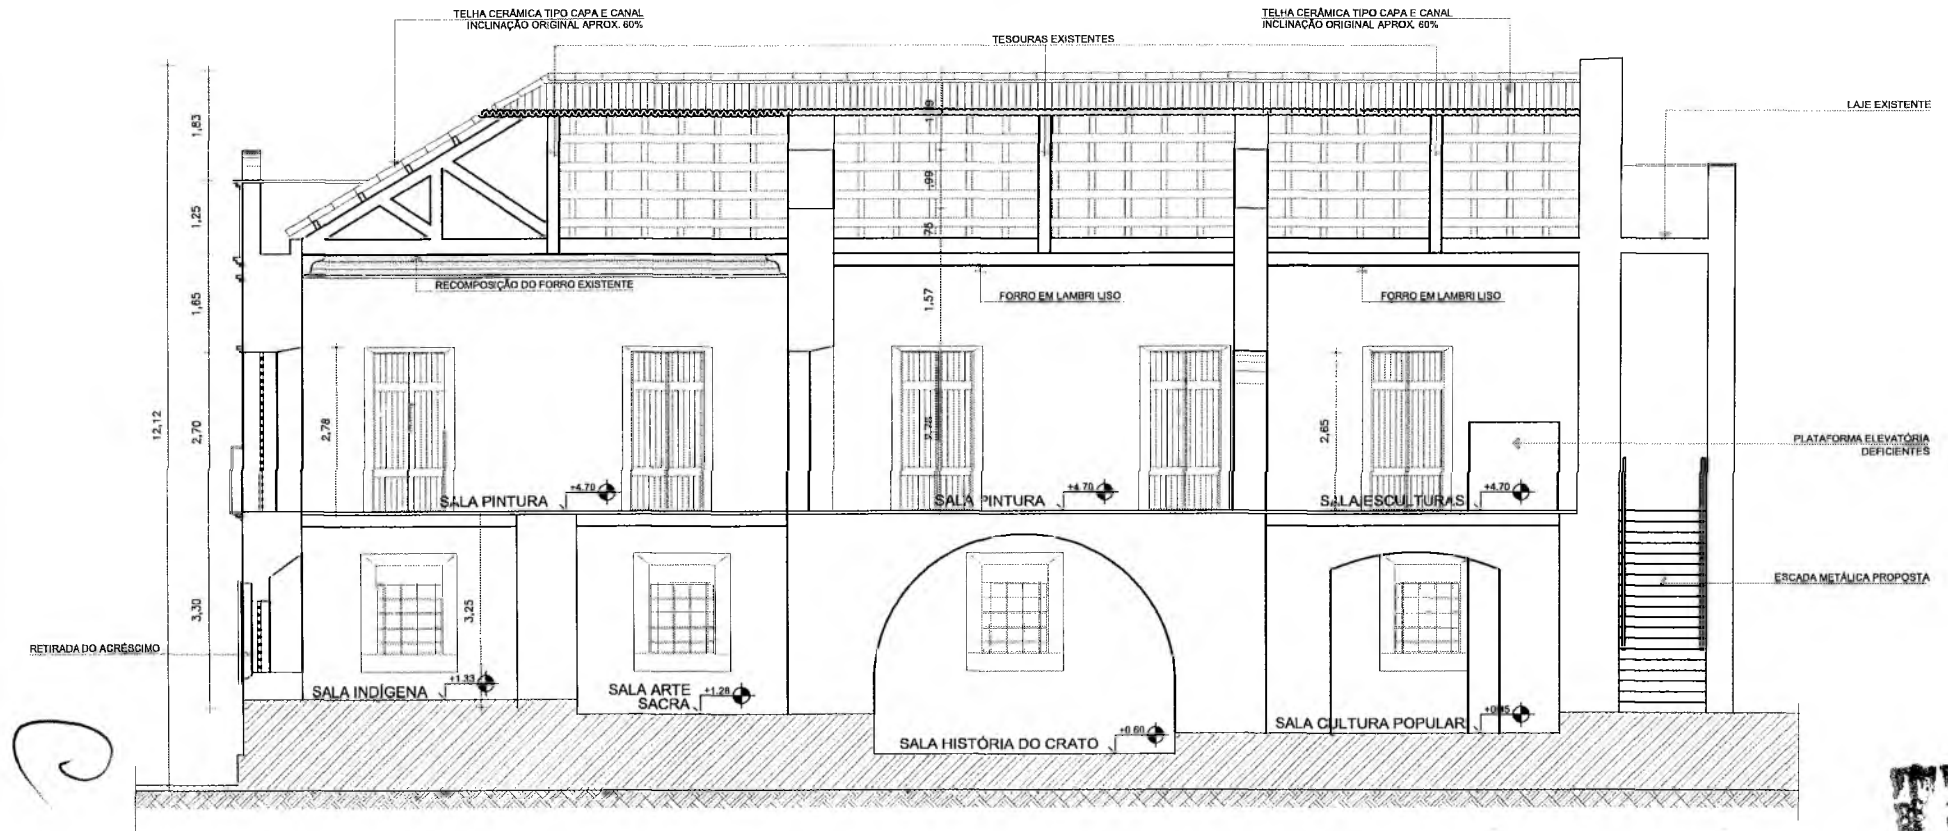 TELHA CERÂMICA TIPO CAPA E CANAL
INCLINAÇÃO ORIGINAL APROX. 60%
TESOURAS EXISTENTES
TELHA CERÂMICA TIPO CAPA E CANAL
INCLINAÇÃO ORIGINAL APROX. 60%
LAJE EXISTENTE
1,83
1,25
1,65
2,70
3,30
12,12
,99
,75
1,57
RECOMPOSIÇÃO DO FORRO EXISTENTE
FORRO EM LAMBRI LISO
FORRO EM LAMBRI LISO
2,78
2,65
PLATAFORMA ELEVATÓRIA
DEFICIENTES
SALA PINTURA
+4.70
SALA PINTURA
+4.70
SALA ESCULTURAS
+4.70
ESCADA METÁLICA PROPOSTA
3,25
RETIRADA DO ACRÉSCIMO
SALA INDÍGENA
+1.33
SALA ARTE
SACRA
+1.28
SALA HISTÓRIA DO CRATO
+0.60
SALA CULTURA POPULAR